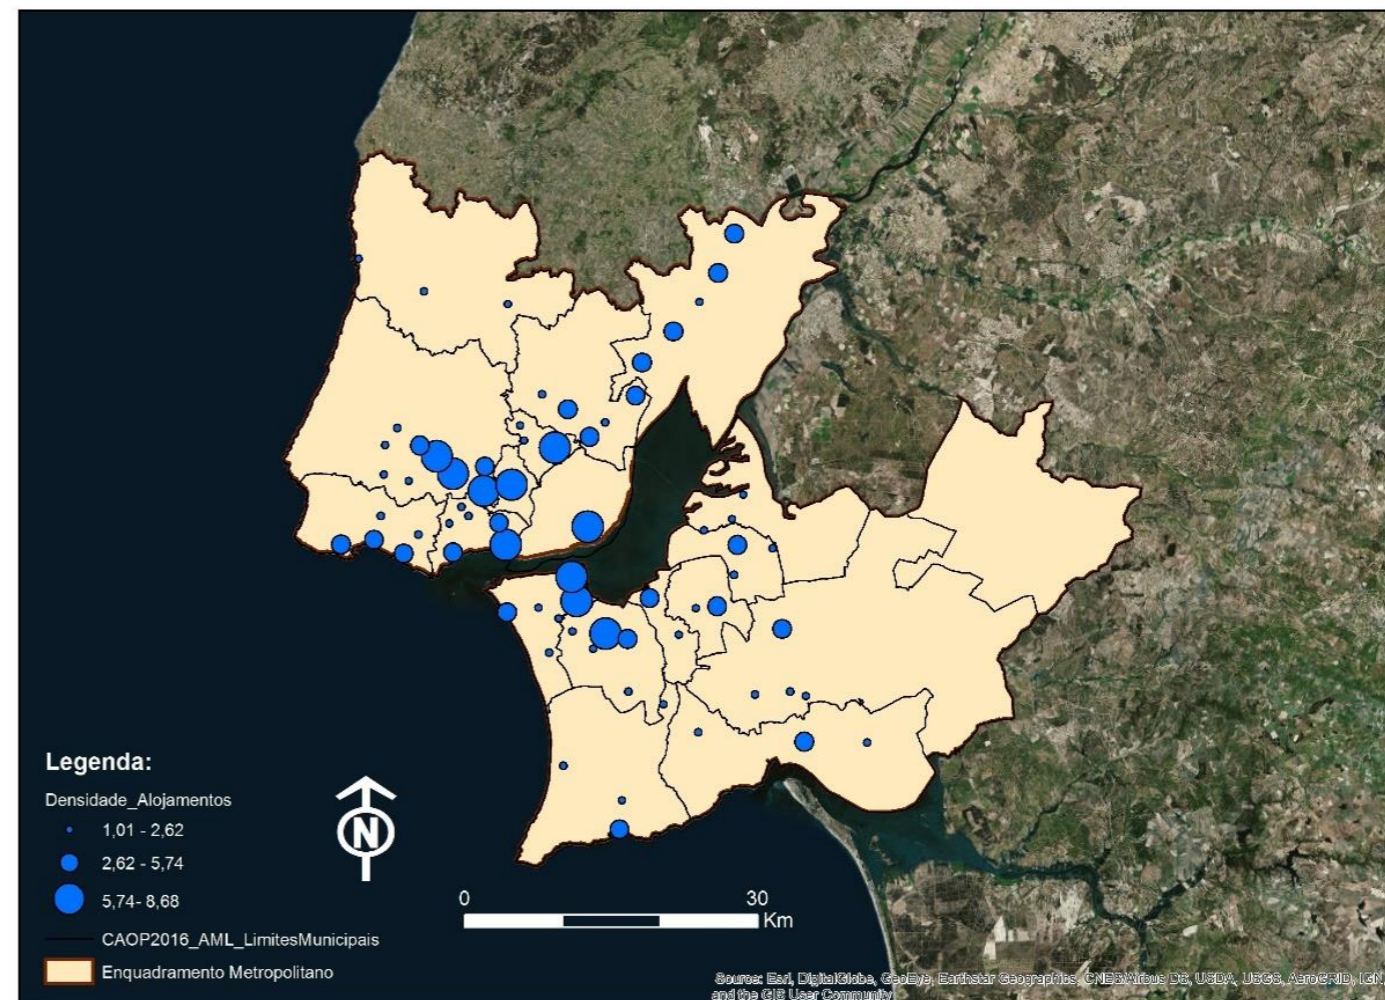 Legenda:
Densidade_Alojamentos
1,01 - 2,62
2,62 - 5,74
5,74- 8,68
CAOP2016_AML_LimitesMunicipais
Enquadramento Metropolitano
N
0 30
Km
Source: Esri, DigitalGlobe, GeoEye, Earthstar Geographics, CNES/Airbus DS, USDA, USGS, AeroGRID, IGN,
and the GIS User Community